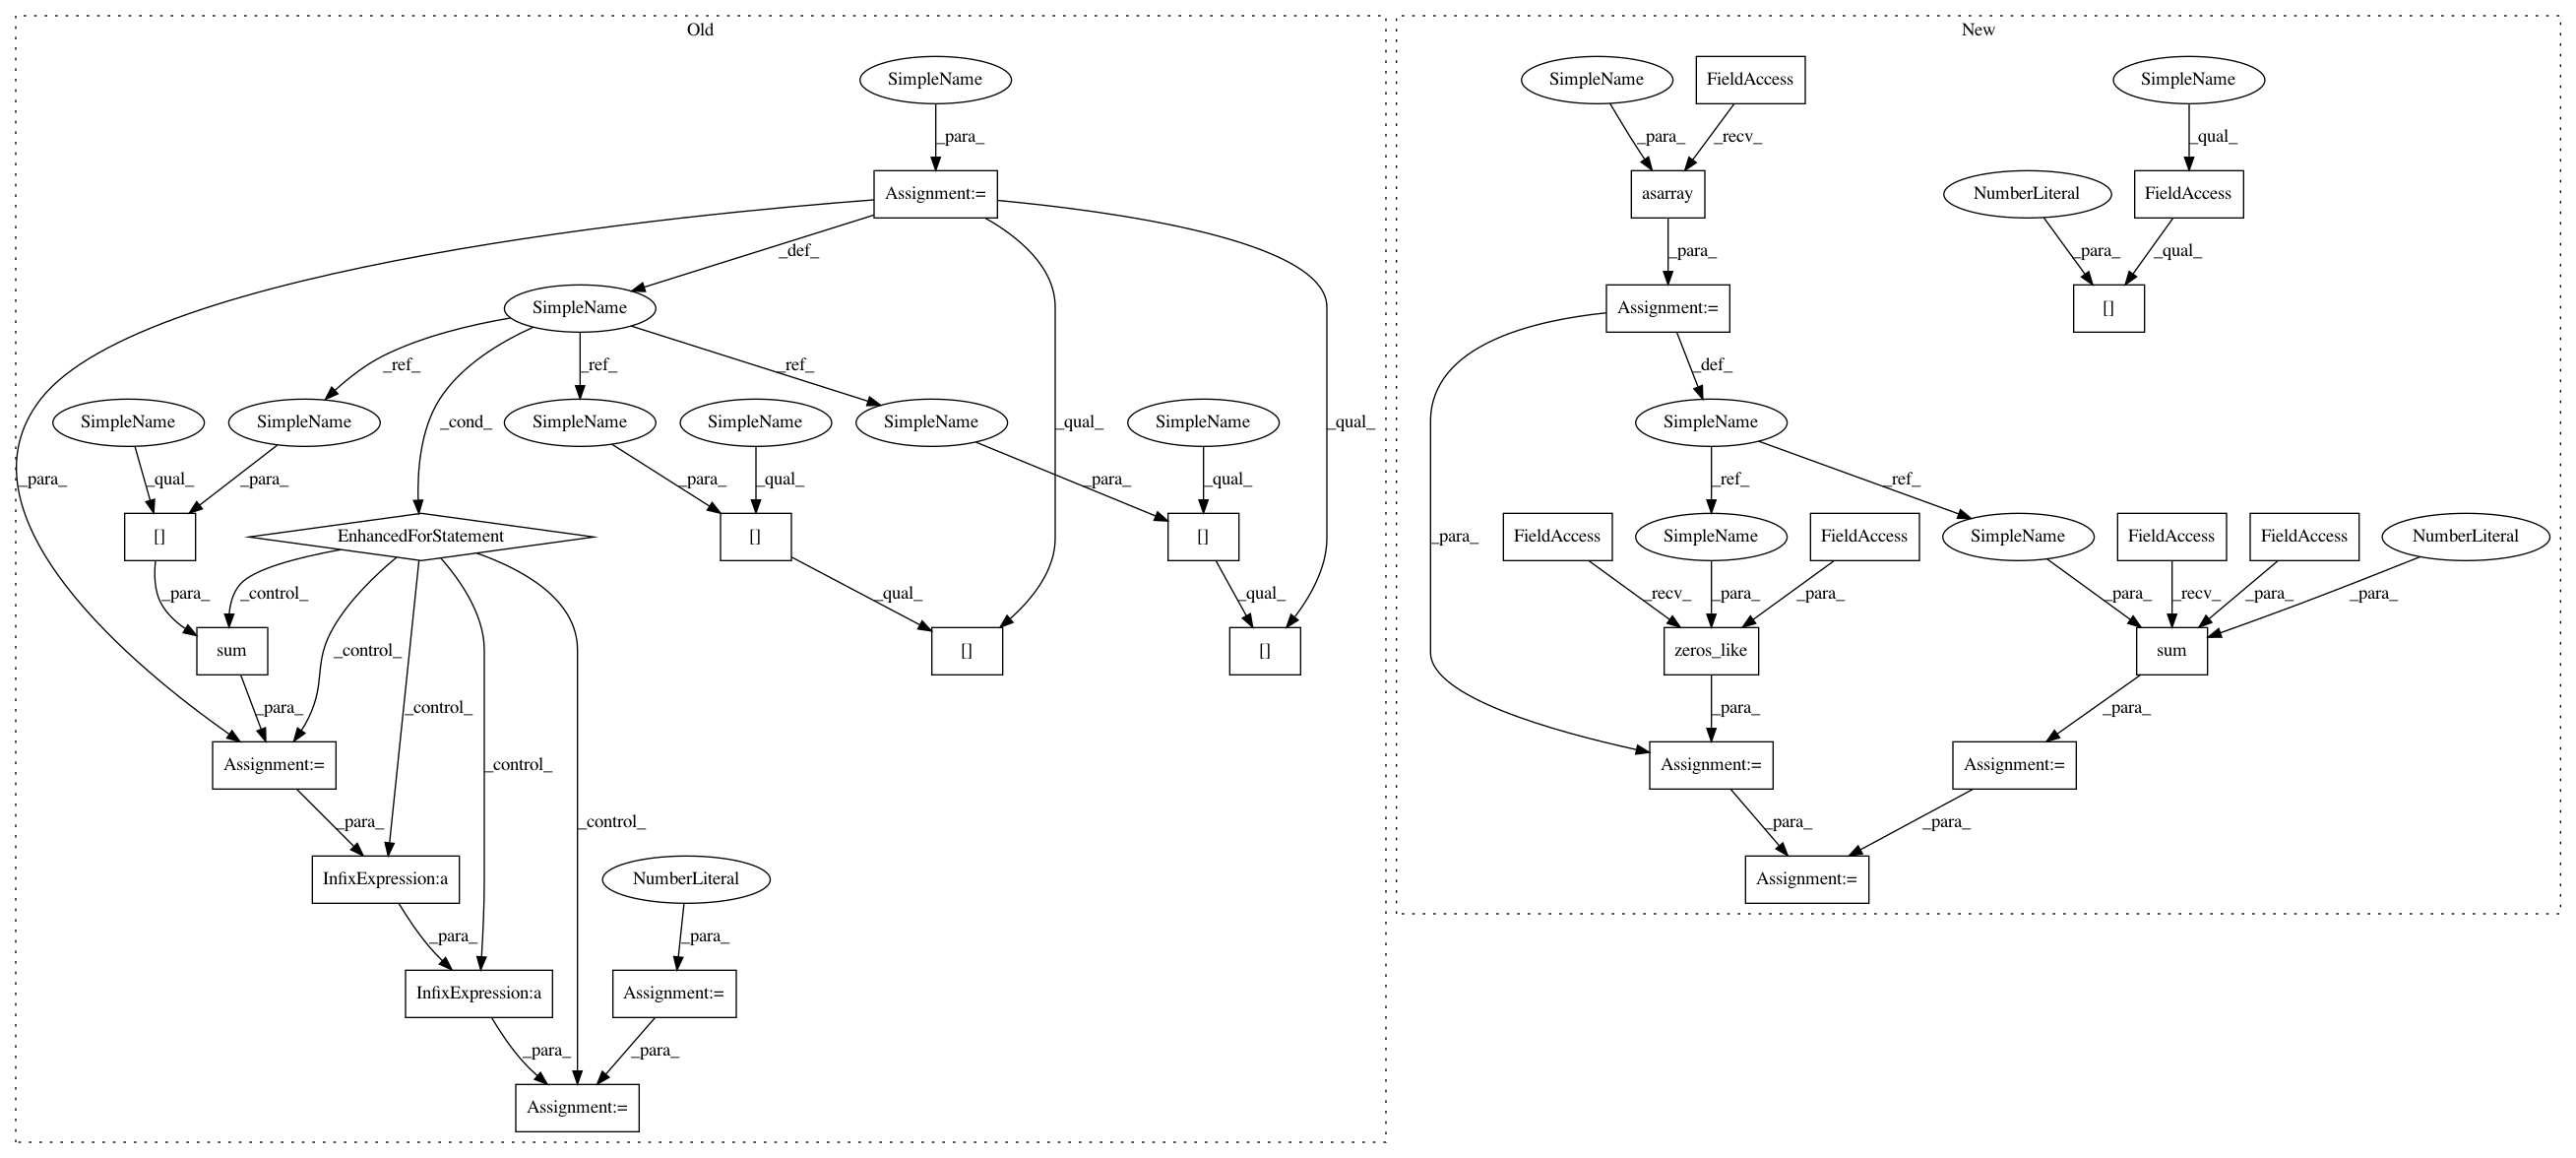 Old
New
SimpleName
SimpleName
FieldAccess
SimpleName
_para_
_para_
_recv_
_qual_
Assignment:=
asarray
NumberLiteral
FieldAccess
_def_
_para_
_para_
_qual_
SimpleName
Assignment:=
[]
_ref_
_ref_
_ref_
_def_
SimpleName
SimpleName
_cond_
SimpleName
SimpleName
SimpleName
_qual_
SimpleName
_qual_
SimpleName
_para_
_qual_
_para_
_para_
_qual_
_para_
_qual_
_ref_
_ref_
[]
EnhancedForStatement
[]
[]
_para_
FieldAccess
SimpleName
FieldAccess
SimpleName
FieldAccess
FieldAccess
NumberLiteral
_para_
_control_
_qual_
_qual_
_recv_
_para_
_para_
_para_
_recv_
_para_
_para_
sum
_control_
[]
[]
zeros_like
sum
_para_
_control_
_para_
_para_
Assignment:=
_control_
Assignment:=
Assignment:=
_para_
_control_
_para_
_para_
InfixExpression:a
NumberLiteral
Assignment:=
_para_
_para_
InfixExpression:a
Assignment:=
_para_
_para_
Assignment:=